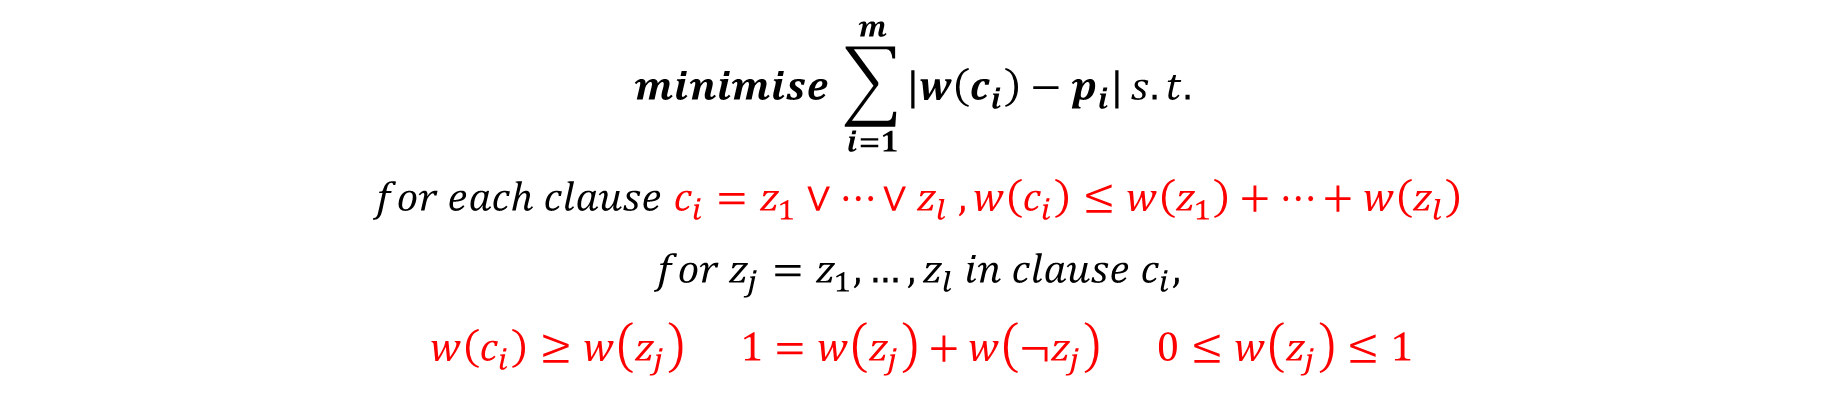 minimise ∑_{i=1}^{m} |w(c_i) − p_i| s.t.
for each clause c_i = z_1 ∨ ⋯ ∨ z_l , w(c_i) ≤ w(z_1) + ⋯ + w(z_l)
for z_j = z_1, … , z_l in clause c_i,
w(c_i) ≥ w(z_j) 1 = w(z_j) + w(¬z_j) 0 ≤ w(z_j) ≤ 1